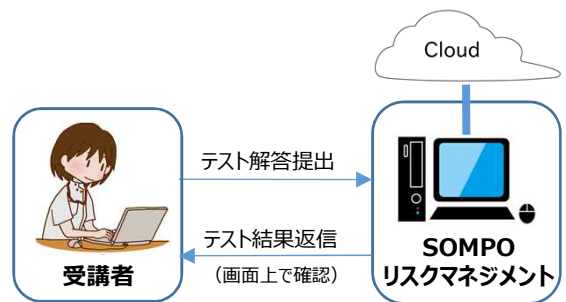 Cloud
テスト解答提出
テスト結果返信
（画面上で確認）
受講者
SOMPO
リスクマネジメント